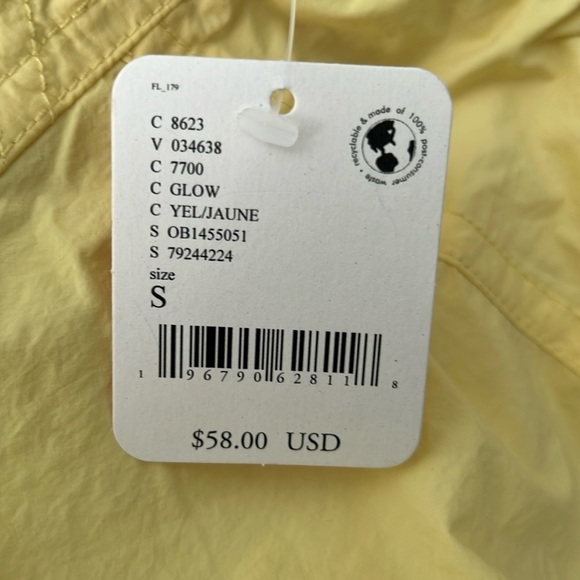 FL_179
C 8623
V 034638
C 7700
C GLOW
C YEL/JAUNE
S OB1455051
S 79244224
size
S
1 96790 62811 8
$58.00 USD
recyclable & made of 100% post-consumer waste •